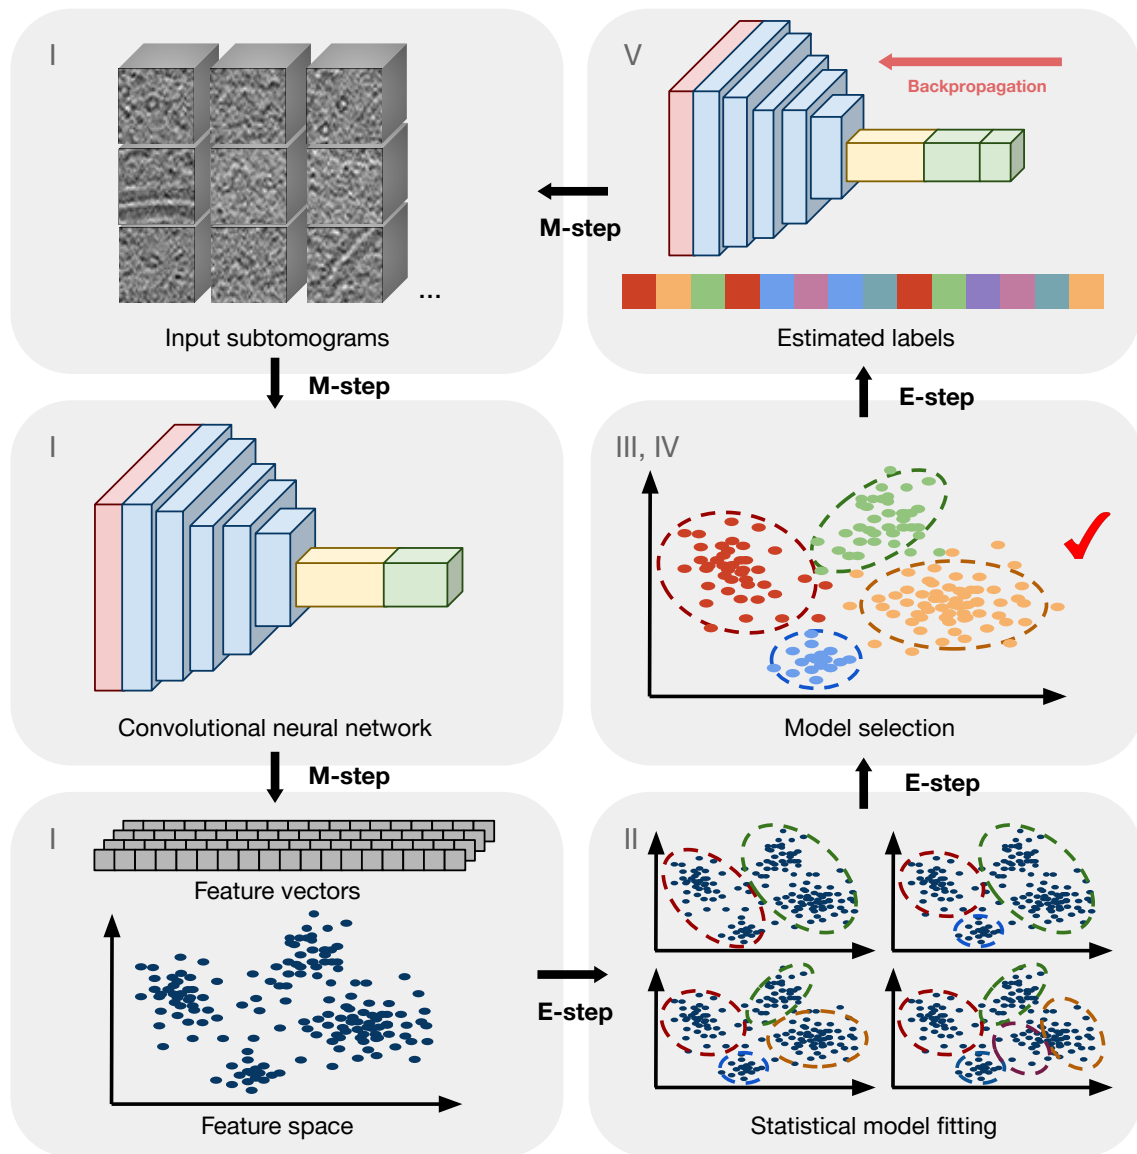 I
...
Input subtomograms
M-step
I
Convolutional neural network
M-step
I
Feature vectors
Feature space
E-step
II
Statistical model fitting
E-step
III, IV
Model selection
E-step
V
Backpropagation
Estimated labels
M-step